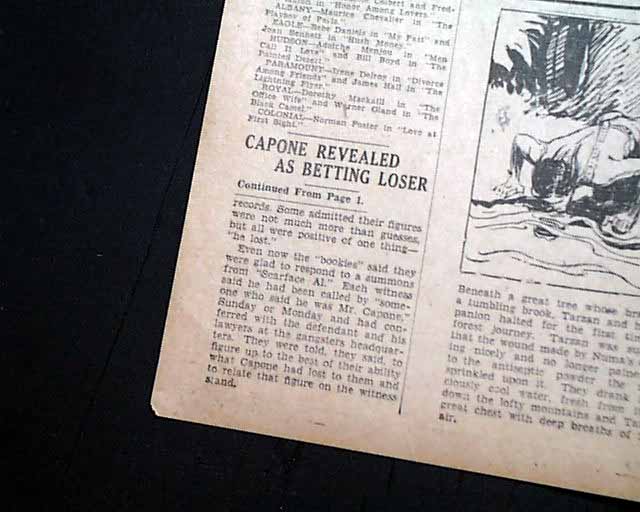 Colbert and Fred-
in "Honor Among Lovers."
ALBANY—Maurice Chevalier in "The
Playboy of Paris."
EAGLE—Bebe Daniels in "My Past" and
Joan Bennett in "Hush Money."
HUDSON—Adolphe Menjou in "Men
Call It Love" and Bill Boyd in "The
Painted Desert."
PARAMOUNT—Irene Delroy in "Divorce
Among Friends" and James Hall in "The
Lightning Flyer."
ROYAL—Dorothy Mackaill in "The
Office Wife" and Warner Oland in "The
Black Camel."
COLONIAL—Norman Foster in "Love at
First Sight."
CAPONE REVEALED
AS BETTING LOSER
Continued From Page 1.
records. Some admitted their figures
were not much more than guesses,
but all were positive of one thing—
"he lost."
Even now the "bookies" said they
were glad to respond to a summons
from "Scarface Al." Each witness
said he had been called by "some-
one who said he was Mr. Capone,"
Sunday or Monday and had con-
ferred with the defendant and his
lawyers at the gangsters headquar-
ters. They were told, they said, to
figure up to the best of their ability
what Capone had lost to them and
to relate that figure on the witness
stand.
Beneath a great tree whose
a tumbling brook, Tarzan and
panion halted for the first
forest journey. Tarzan was
that the wound made by Numa's
ing nicely and no longer
to the antiseptic powder the
sprinkled upon it. They drank
ciously cool water, fresh from
down the lofty mountains and
great chest with deep breaths of
air.